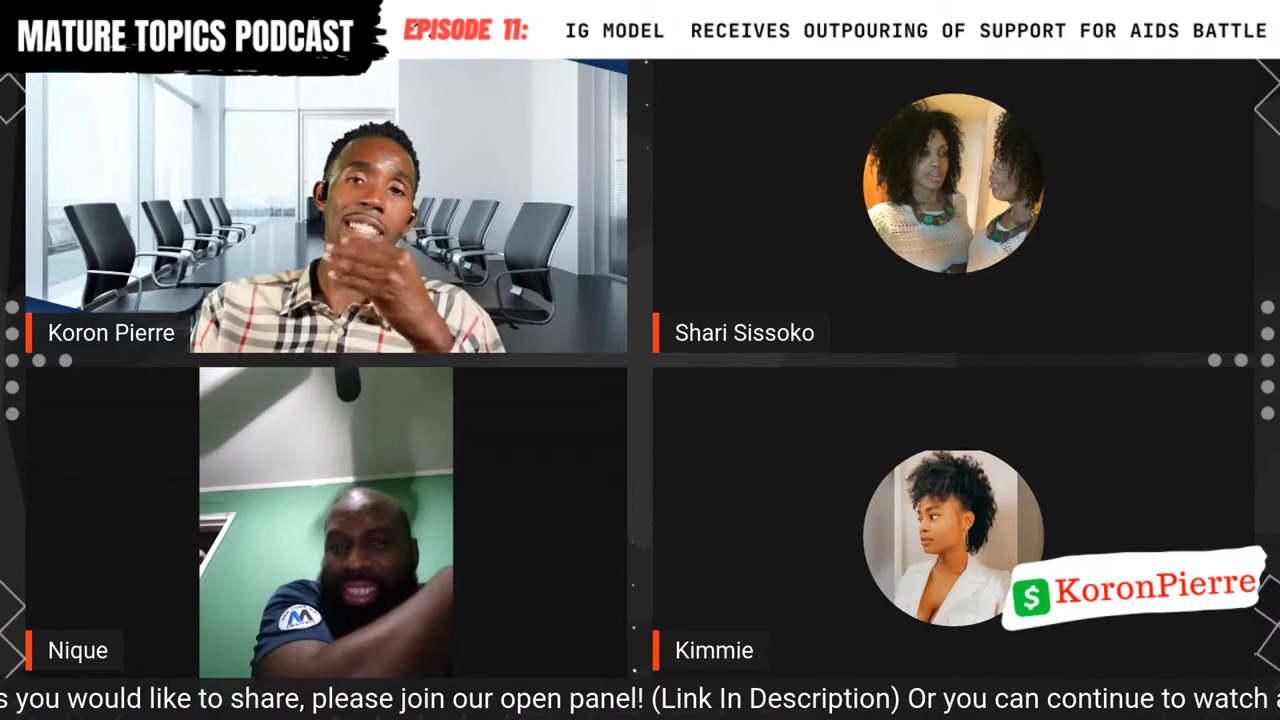 MATURE TOPICS PODCAST
EPISODE 11:
IG MODEL RECEIVES OUTPOURING OF SUPPORT FOR AIDS BATTLE
Koron Pierre
Shari Sissoko
M
Nique
Kimmie
$ KoronPierre
s you would like to share, please join our open panel! (Link In Description) Or you can continue to watch a